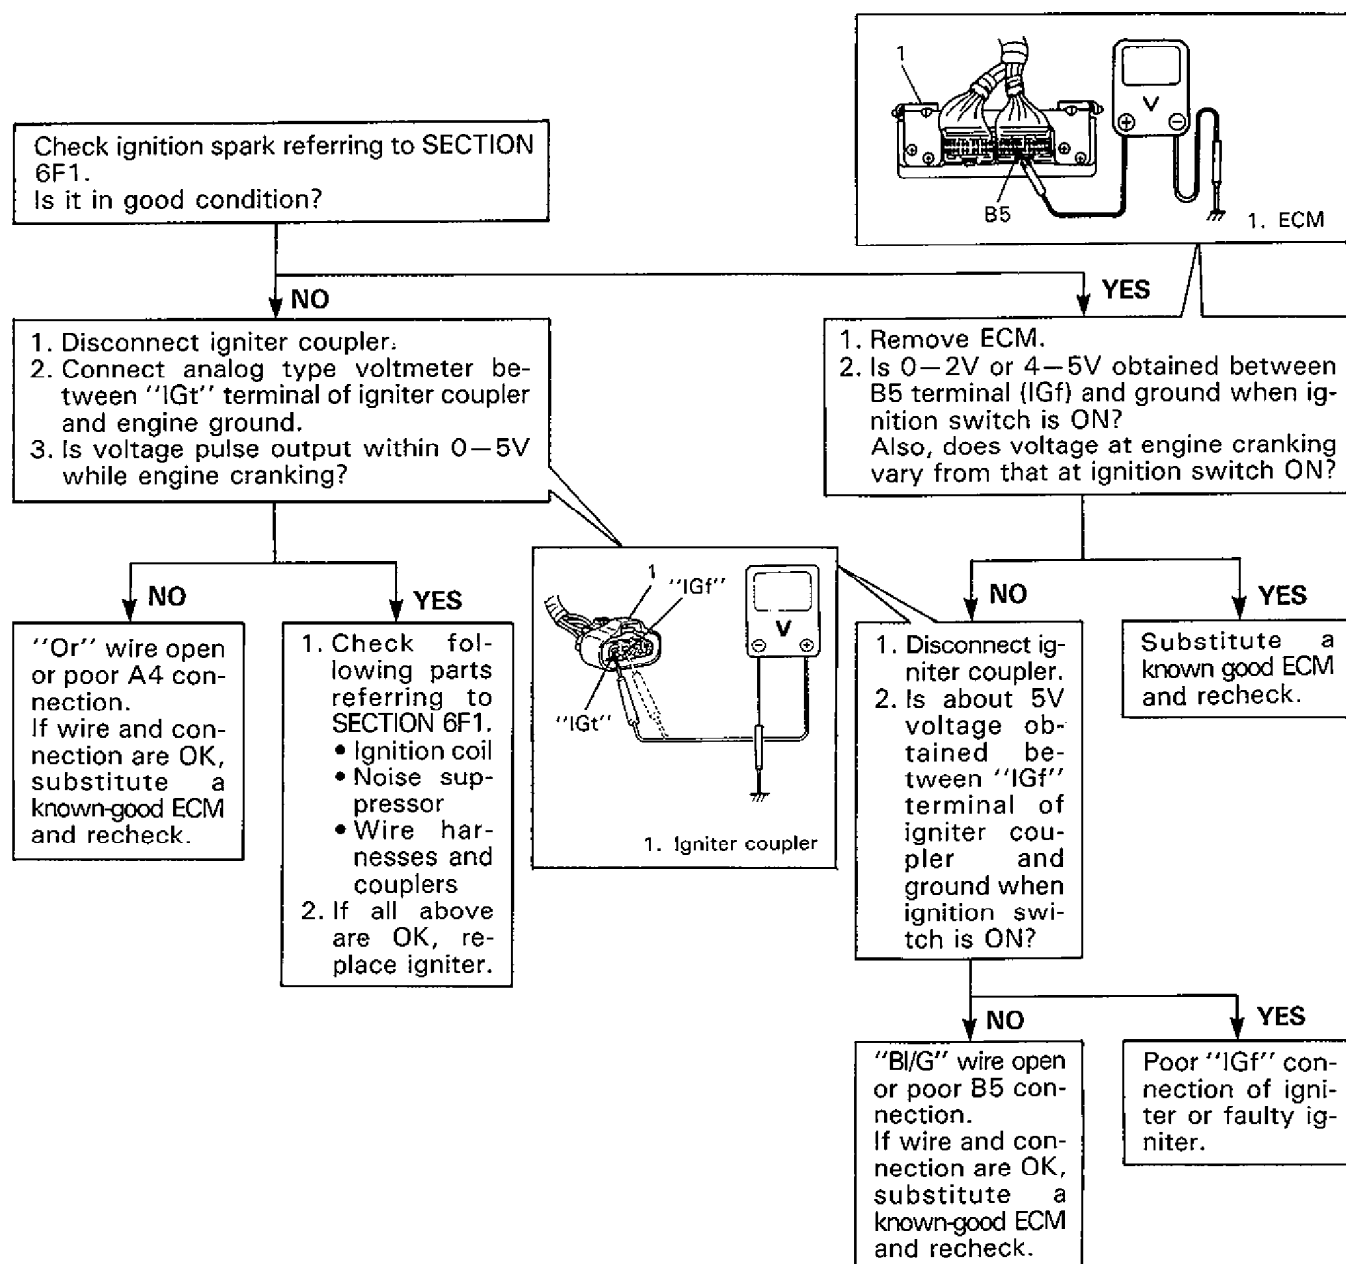 1
V
B5
1. ECM
Check ignition spark referring to SECTION
6F1.
Is it in good condition?
NO
YES
1. Disconnect igniter coupler.
2. Connect analog type voltmeter be-
tween "IGt" terminal of igniter coupler
and engine ground.
3. Is voltage pulse output within 0–5V
while engine cranking?
1. Remove ECM.
2. Is 0–2V or 4–5V obtained between
B5 terminal (IGf) and ground when ig-
nition switch is ON?
Also, does voltage at engine cranking
vary from that at ignition switch ON?
NO
YES
"Or" wire open
or poor A4 con-
nection.
If wire and con-
nection are OK,
substitute a
known-good ECM
and recheck.
1. Check fol-
lowing parts
referring to
SECTION 6F1.
• Ignition coil
• Noise sup-
pressor
• Wire har-
nesses and
couplers
2. If all above
are OK, re-
place igniter.
1
"IGf"
V
"IGt"
1. Igniter coupler
NO
YES
1. Disconnect ig-
niter coupler.
2. Is about 5V
voltage ob-
tained be-
tween "IGf"
terminal of
igniter cou-
pler and
ground when
ignition swi-
tch is ON?
Substitute a
known good ECM
and recheck.
NO
YES
"Bl/G" wire open
or poor B5 con-
nection.
If wire and con-
nection are OK,
substitute a
known-good ECM
and recheck.
Poor "IGf" con-
nection of igni-
ter or faulty ig-
niter.